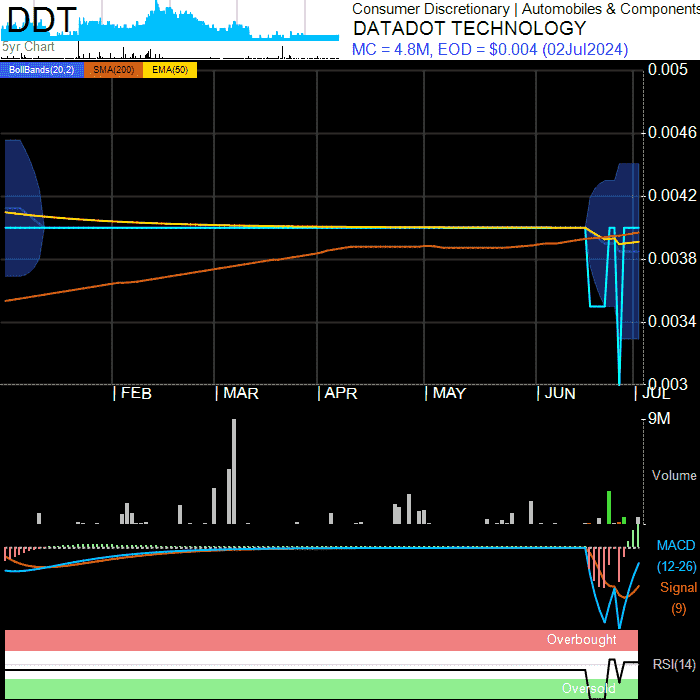 DDT
Consumer Discretionary | Automobiles & Components
DATADOT TECHNOLOGY
MC = 4.8M, EOD = $0.004 (02Jul2024)
5yr Chart
BollBands(20,2) SMA(200) EMA(50)
0.005
0.0046
0.0042
0.0038
0.0034
0.003
FEB MAR APR MAY JUN JUL
9M
Volume
MACD
(12-26)
Signal
(9)
Overbought
RSI(14)
Oversold